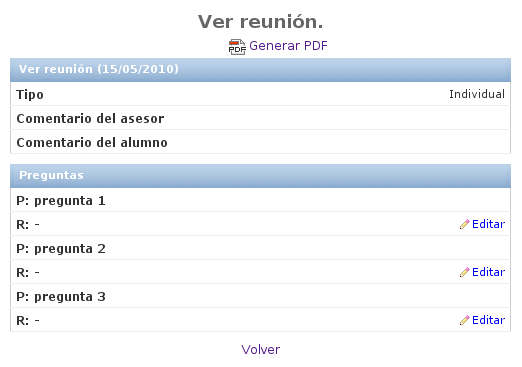 Ver reunión.
PDF Generar PDF
Ver reunión (15/05/2010)
Tipo Individual
Comentario del asesor
Comentario del alumno
Preguntas
P: pregunta 1
R: - Editar
P: pregunta 2
R: - Editar
P: pregunta 3
R: - Editar
Volver